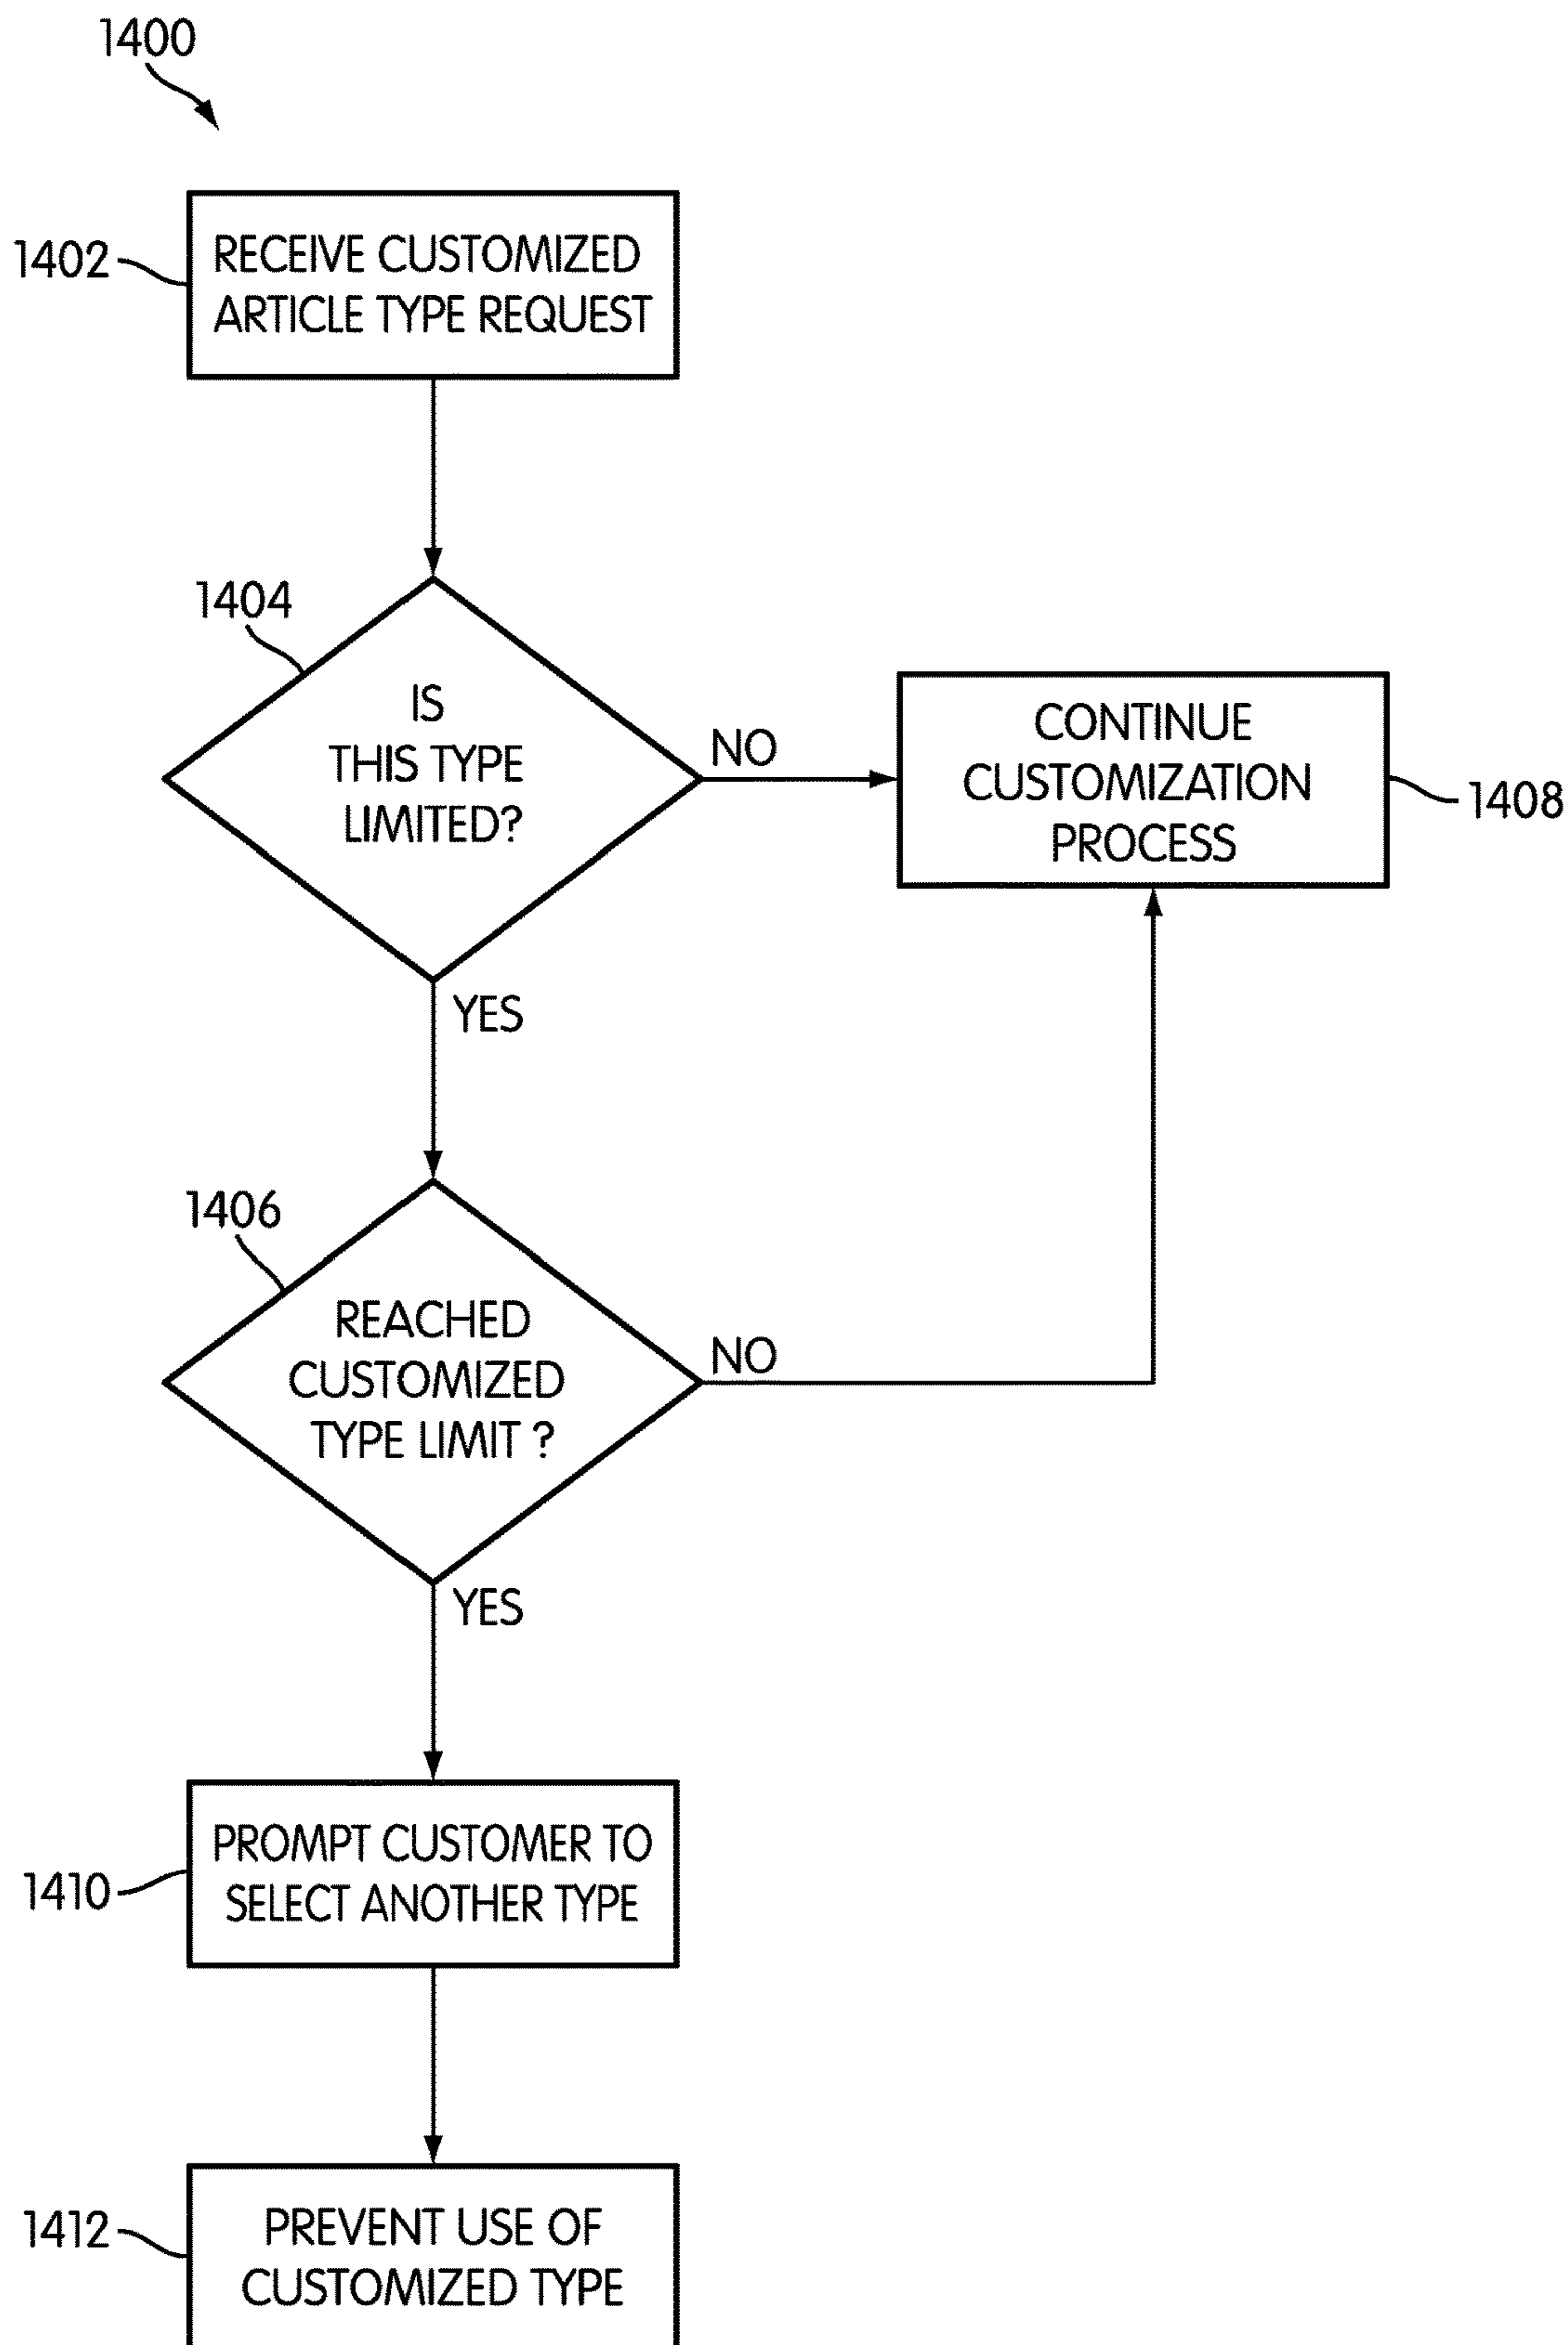 1400
1402
RECEIVE CUSTOMIZED
ARTICLE TYPE REQUEST
1404
IS
THIS TYPE
LIMITED?
NO
CONTINUE
CUSTOMIZATION
PROCESS
1408
YES
1406
REACHED
CUSTOMIZED
TYPE LIMIT ?
NO
YES
1410
PROMPT CUSTOMER TO
SELECT ANOTHER TYPE
1412
PREVENT USE OF
CUSTOMIZED TYPE